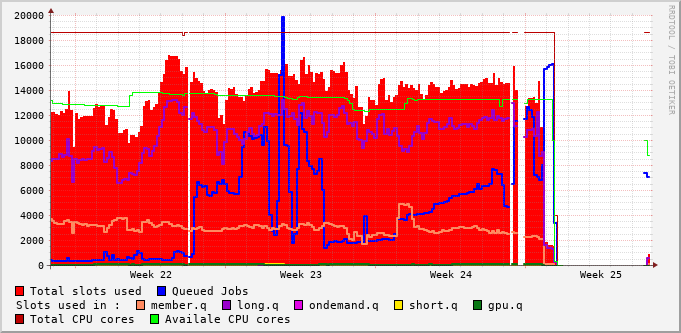 20000
18000
16000
14000
12000
10000
8000
6000
4000
2000
0
Week 22 Week 23 Week 24 Week 25
RRDTOOL / TOBI OETIKER
Total slots used Queued Jobs
Slots used in : member.q long.q ondemand.q short.q gpu.q
Total CPU cores Availale CPU cores